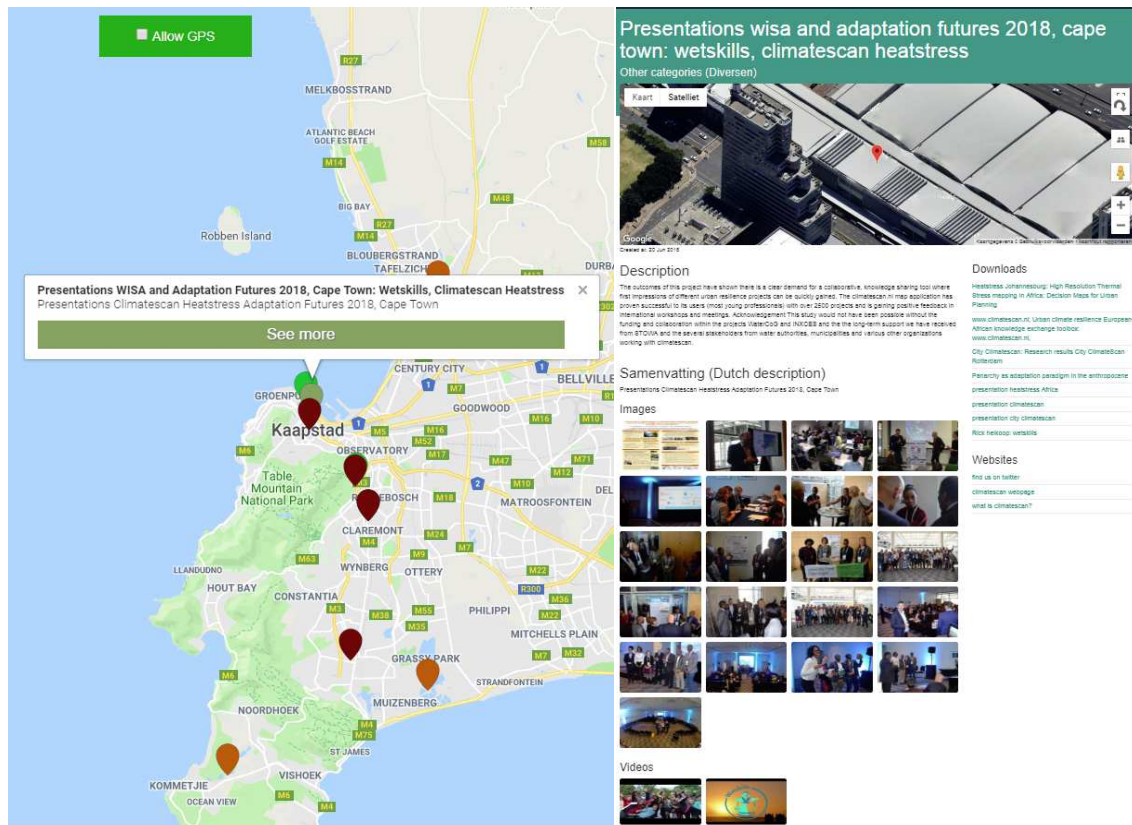 Allow GPS
R27
MELKBOSSTRAND
ATLANTIC BEACH
GOLF ESTATE
M14
M58
M48
BIG BAY
R27
M14
Robben Island
BLOUBERGSTRAND
TAFELZICH
DURBA
Presentations WISA and Adaptation Futures 2018, Cape Town: Wetskills, Climatescan Heatstress
Presentations Climatescan Heatstress Adaptation Futures 2018, Cape Town
See more
CENTURY CITY
1
M7
BELLVILLE
GROENPU
GOODWOOD
M16
M10
Kaapstad
1
M5
M16
M52
M17
M47
M71
M12
OBSERVATORY
M6
M3
2
M10
Table
Mountain
National Park
M18
MATROOSFONTEIN
DEL
CLAREMONT
M4
M24
M7
M9
M63
WYNBERG
OTTERY
M22
R300
LLANDUDNO
HOUT BAY
CONSTANTIA
M3
M38
M55
M35
PHILIPPI
M36
M22
MITCHELLS PLAIN
M7
M32
GRASSY PARK
M6
STRANDFONTEIN
MUIZENBERG
NOORDHOEK
M4
M75
ST JAMES
KOMMETJIE
VISHOEK
OCEAN VIEW
M6
M4
Presentations wisa and adaptation futures 2018, cape
town: wetskills, climatescan heatstress
Other categories (Diversen)
Kaart Satelliet
Google
Created at: 20 Jun 2018
Description
The outcomes of this project have shown there is a clear demand for a collaborative, knowledge sharing tool where
first impressions of different urban resilience projects can be quickly gained. The climatescan.nl map application has
proven successful to its users (most young professionals) with over 2500 projects and is gaining positive feedback in
international workshops and meetings. Acknowledgement This study would not have been possible without the
funding and collaboration within the projects WaterCoG and INXCES and the the long-term support we have received
from STOWA and the several stakeholders from water authorities, municipalities and various other organizations
working with climatescan.
Samenvatting (Dutch description)
Presentations Climatescan Heatstress Adaptation Futures 2018, Cape Town
Images
Videos
Downloads
Heatstress Johannesburg: High Resolution Thermal
Stress mapping in Africa: Decision Maps for Urban
Planning
www.climatescan.nl; Urban climate resilience European
African knowledge exchange toolbox:
www.climatescan.nl.
City Climatescan: Research results City ClimateScan
Rotterdam
Panarchy as adaptation paradigm in the anthropocene
presentation heatstress Africa
presentation climatescan
presentation city climatescan
Rick heikoop: wetskills
Websites
find us on twitter
climatescan webpage
what is climatescan?